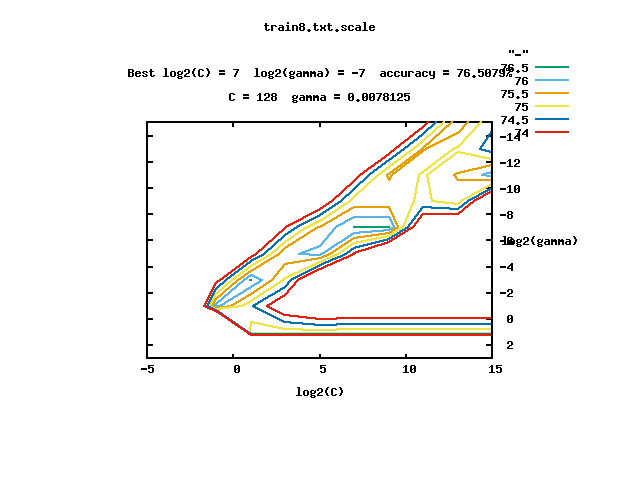 train8.txt.scale
"-"
Best log2(C) = 7  log2(gamma) = -7  accuracy = 76.5079%
C = 128  gamma = 0.0078125
76.5
76
75.5
75
74.5
74
-14
-12
-10
-8
-6
-4
-2
0
2
log2(gamma)
-5 0 5 10 15
log2(C)